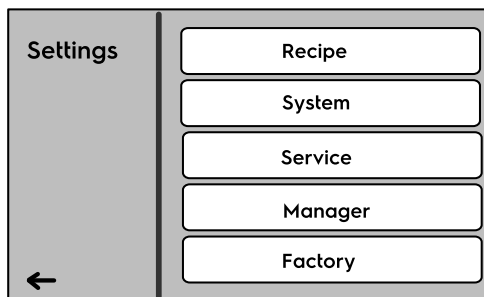 Settings
Recipe
System
Service
Manager
Factory